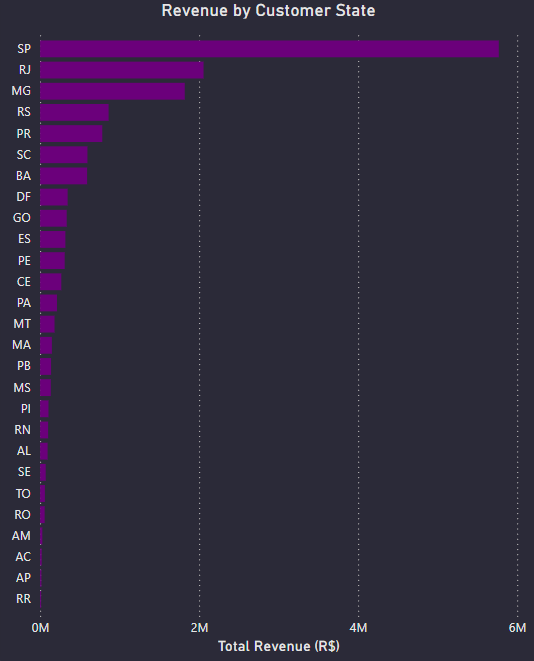 Revenue by Customer State
SP
RJ
MG
RS
PR
SC
BA
DF
GO
ES
PE
CE
PA
MT
MA
PB
MS
PI
RN
AL
SE
TO
RO
AM
AC
AP
RR
0M 2M 4M 6M
Total Revenue (R$)